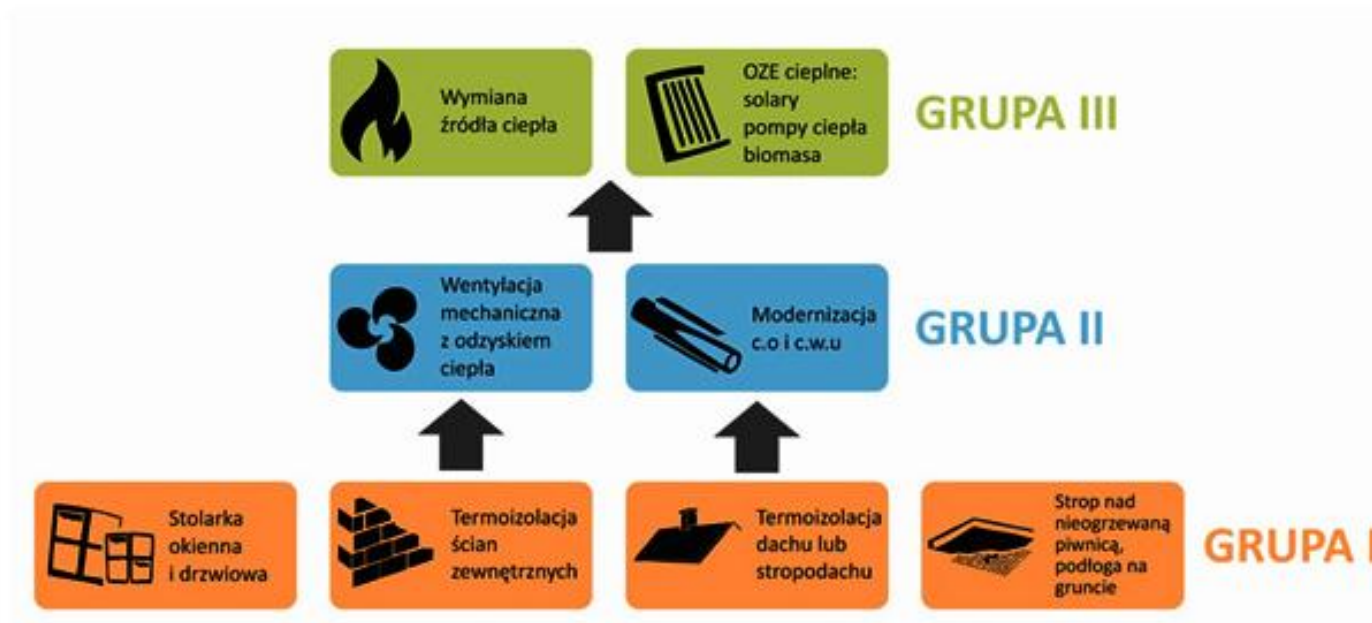 Wymiana
źródła ciepła
OZE cieplne:
solary
pompy ciepła
biomasa
GRUPA III
Wentylacja
mechaniczna
z odzyskiem
ciepła
Modernizacja
c.o i c.w.u
GRUPA II
Stolarka
okienna
i drzwiowa
Termoizolacja
ścian
zewnętrznych
Termoizolacja
dachu lub
stropodachu
Strop nad
nieogrzewaną
piwnicą,
podłoga na
gruncie
GRUPA I